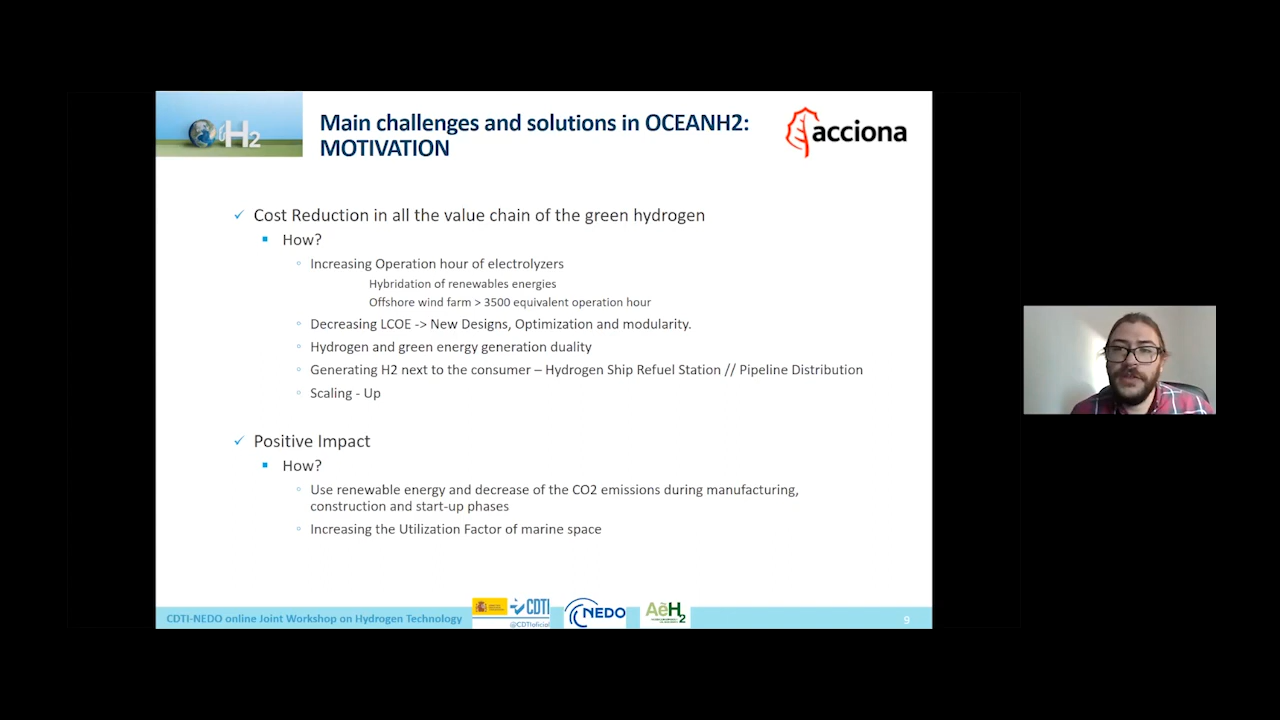 H2
Main challenges and solutions in OCEANH2:
MOTIVATION
acciona
✓ Cost Reduction in all the value chain of the green hydrogen
▪ How?
◦ Increasing Operation hour of electrolyzers
Hybridation of renewables energies
Offshore wind farm > 3500 equivalent operation hour
◦ Decreasing LCOE -> New Designs, Optimization and modularity.
◦ Hydrogen and green energy generation duality
◦ Generating H2 next to the consumer – Hydrogen Ship Refuel Station // Pipeline Distribution
◦ Scaling - Up
✓ Positive Impact
▪ How?
◦ Use renewable energy and decrease of the CO2 emissions during manufacturing,
construction and start-up phases
◦ Increasing the Utilization Factor of marine space
CDTI-NEDO online Joint Workshop on Hydrogen Technology
CDTI
@CDTIoficial
NEDO
AeH2
9